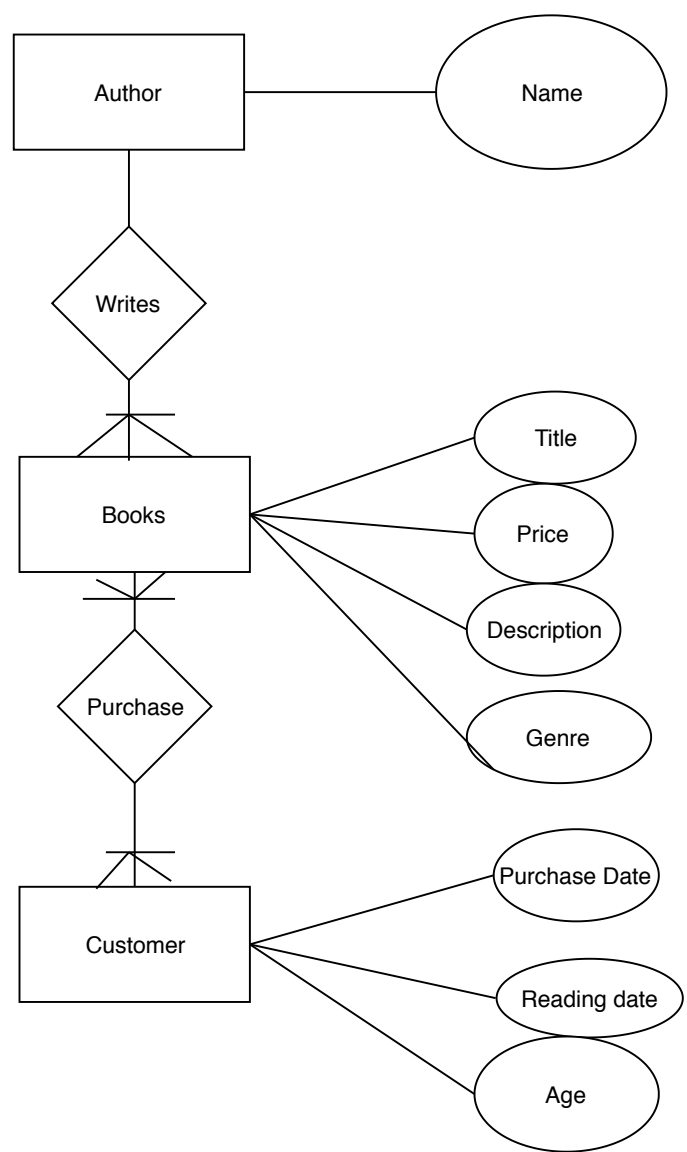 Author
Name
Writes
Title
Books
Price
Description
Purchase
Genre
Purchase Date
Customer
Reading date
Age